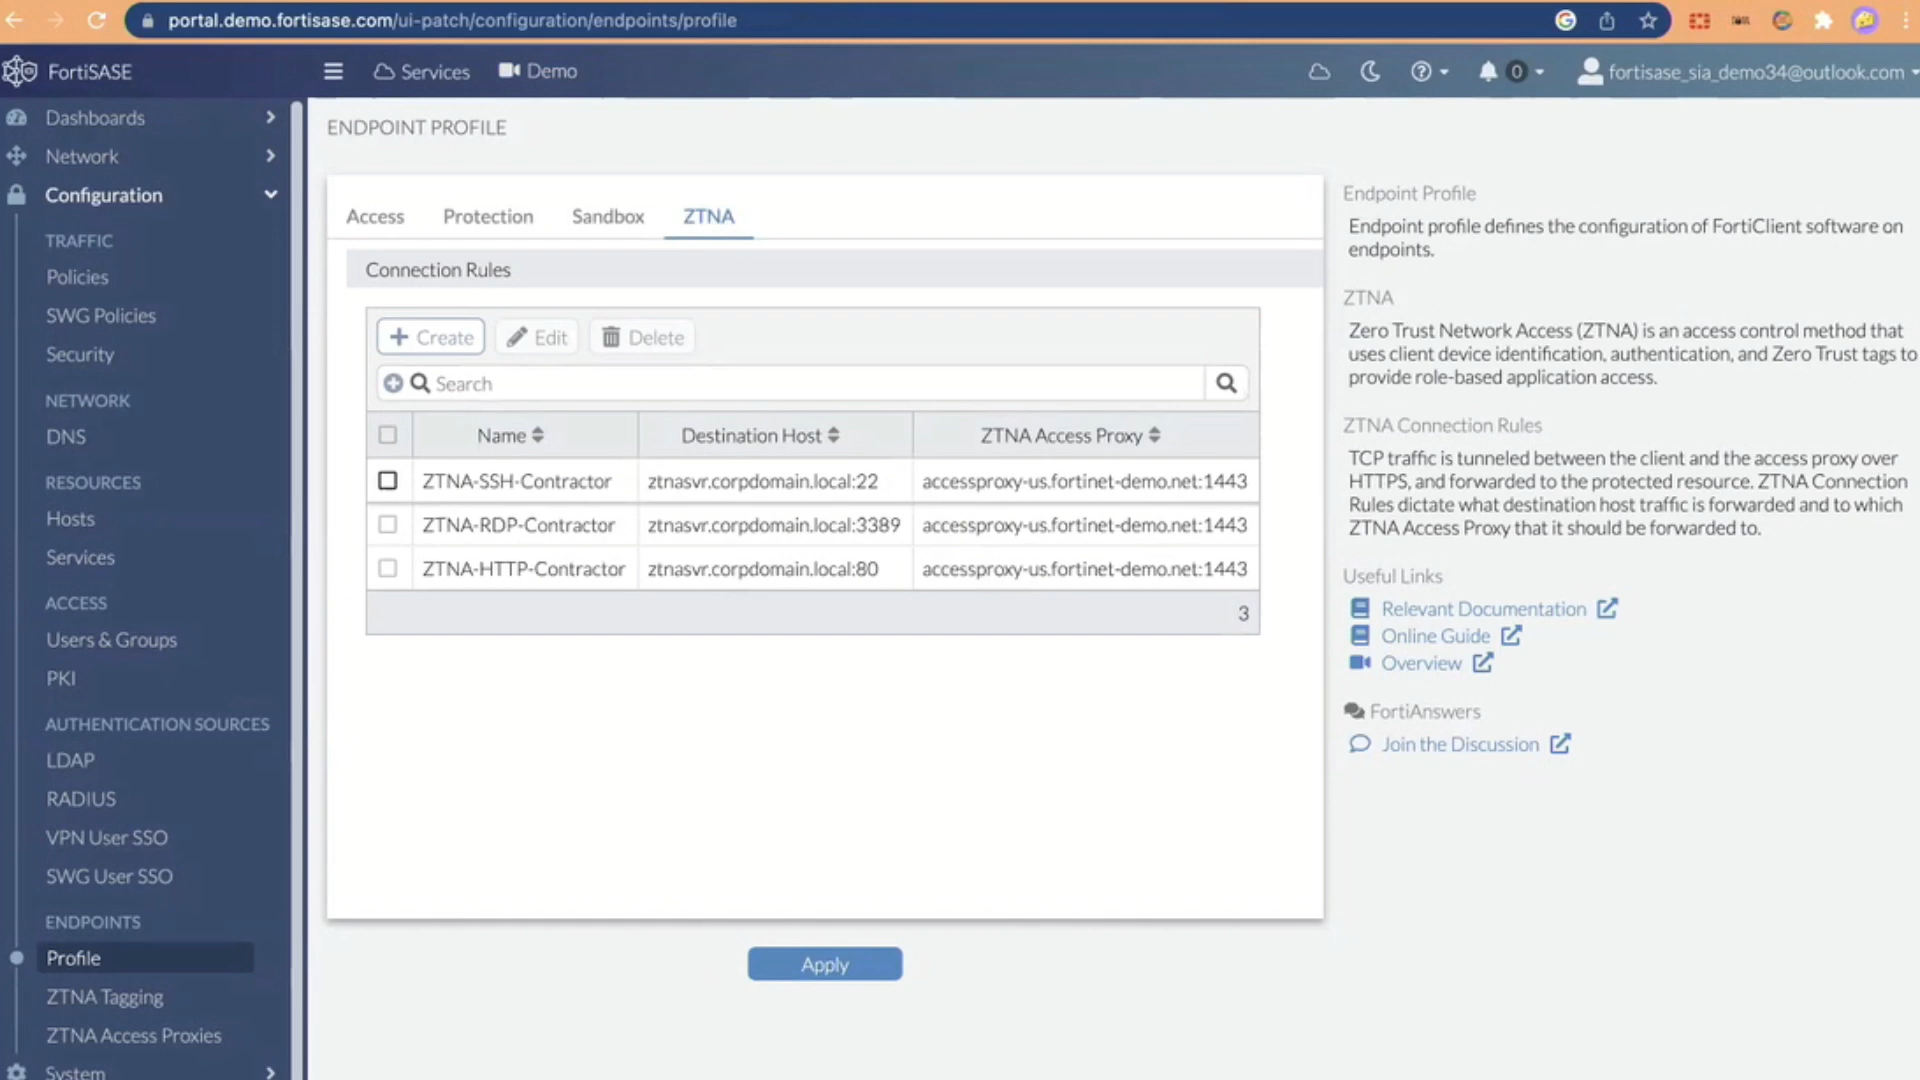 portal.demo.fortisase.com/ui-patch/configuration/endpoints/profile
FortiSASE
Services
Demo
0
fortisase_sia_demo34@outlook.com
Dashboards
Network
Configuration
TRAFFIC
Policies
SWG Policies
Security
NETWORK
DNS
RESOURCES
Hosts
Services
ACCESS
Users & Groups
PKI
AUTHENTICATION SOURCES
LDAP
RADIUS
VPN User SSO
SWG User SSO
ENDPOINTS
Profile
ZTNA Tagging
ZTNA Access Proxies
System
ENDPOINT PROFILE
Access Protection Sandbox ZTNA
Connection Rules
Create Edit Delete
Search
Name Destination Host ZTNA Access Proxy
ZTNA-SSH-Contractor ztnasvr.corpdomain.local:22 accessproxy-us.fortinet-demo.net:1443
ZTNA-RDP-Contractor ztnasvr.corpdomain.local:3389 accessproxy-us.fortinet-demo.net:1443
ZTNA-HTTP-Contractor ztnasvr.corpdomain.local:80 accessproxy-us.fortinet-demo.net:1443
3
Apply
Endpoint Profile
Endpoint profile defines the configuration of FortiClient software on
endpoints.
ZTNA
Zero Trust Network Access (ZTNA) is an access control method that
uses client device identification, authentication, and Zero Trust tags to
provide role-based application access.
ZTNA Connection Rules
TCP traffic is tunneled between the client and the access proxy over
HTTPS, and forwarded to the protected resource. ZTNA Connection
Rules dictate what destination host traffic is forwarded and to which
ZTNA Access Proxy that it should be forwarded to.
Useful Links
Relevant Documentation
Online Guide
Overview
FortiAnswers
Join the Discussion